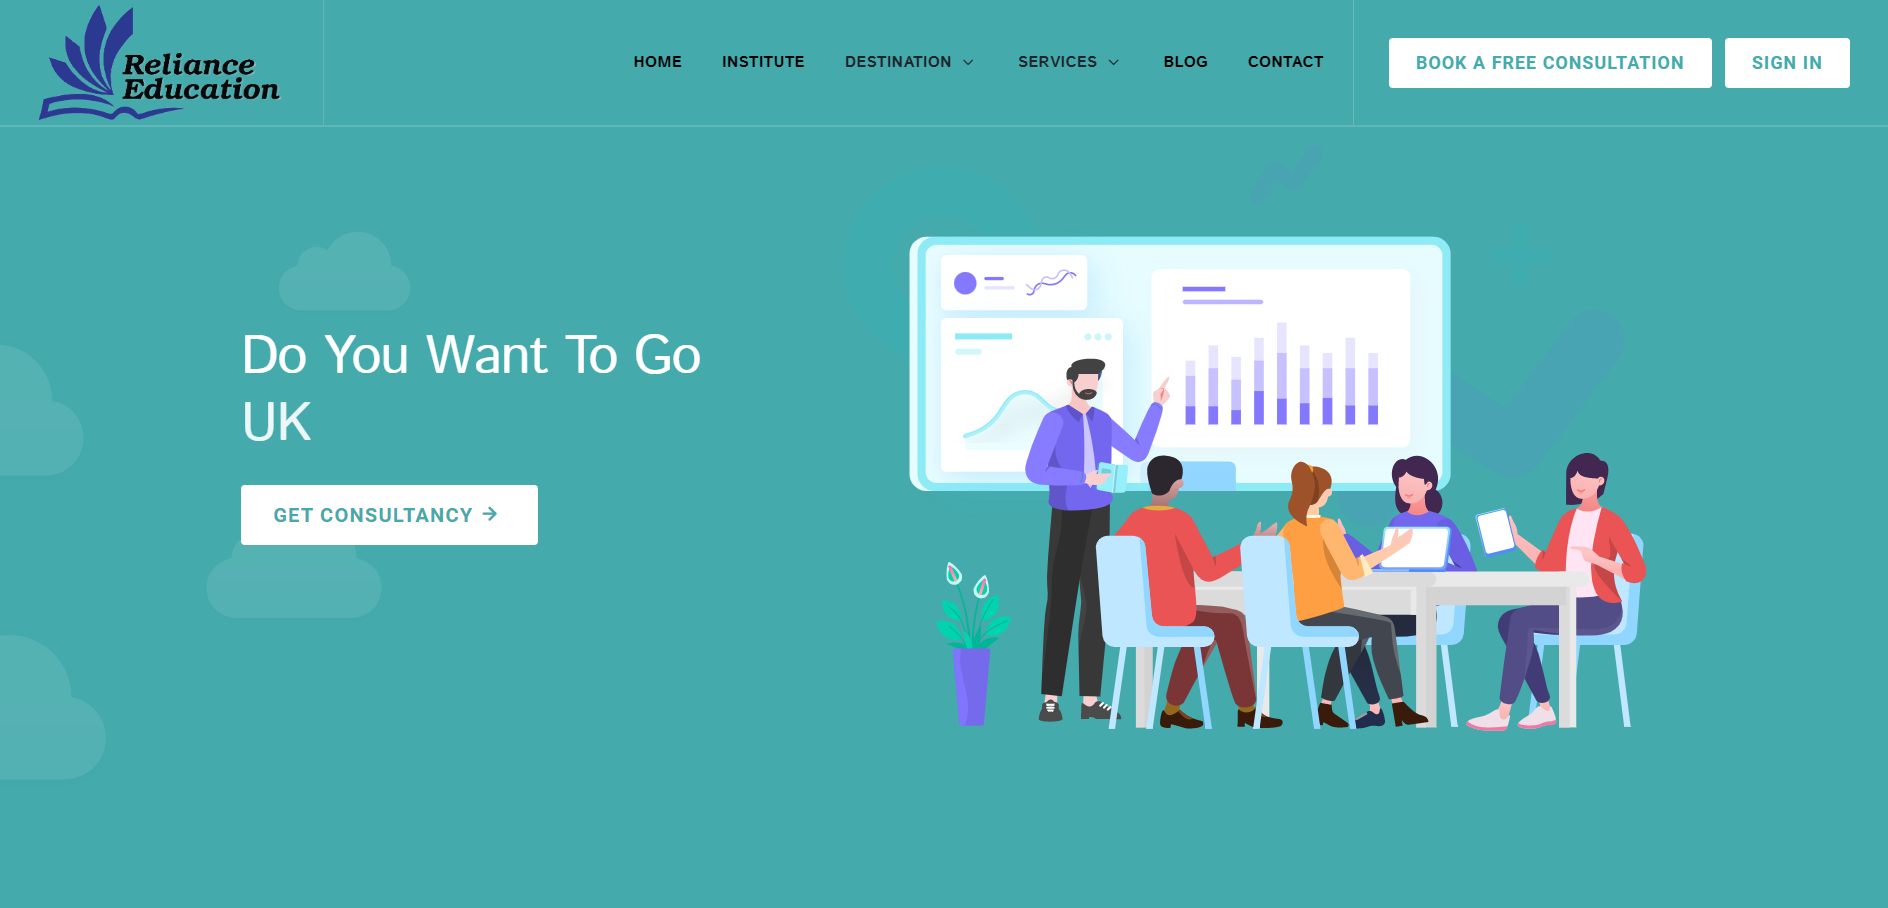 Reliance
Education
HOME
INSTITUTE
DESTINATION
SERVICES
BLOG
CONTACT
BOOK A FREE CONSULTATION
SIGN IN
Do You Want To Go
UK
GET CONSULTANCY